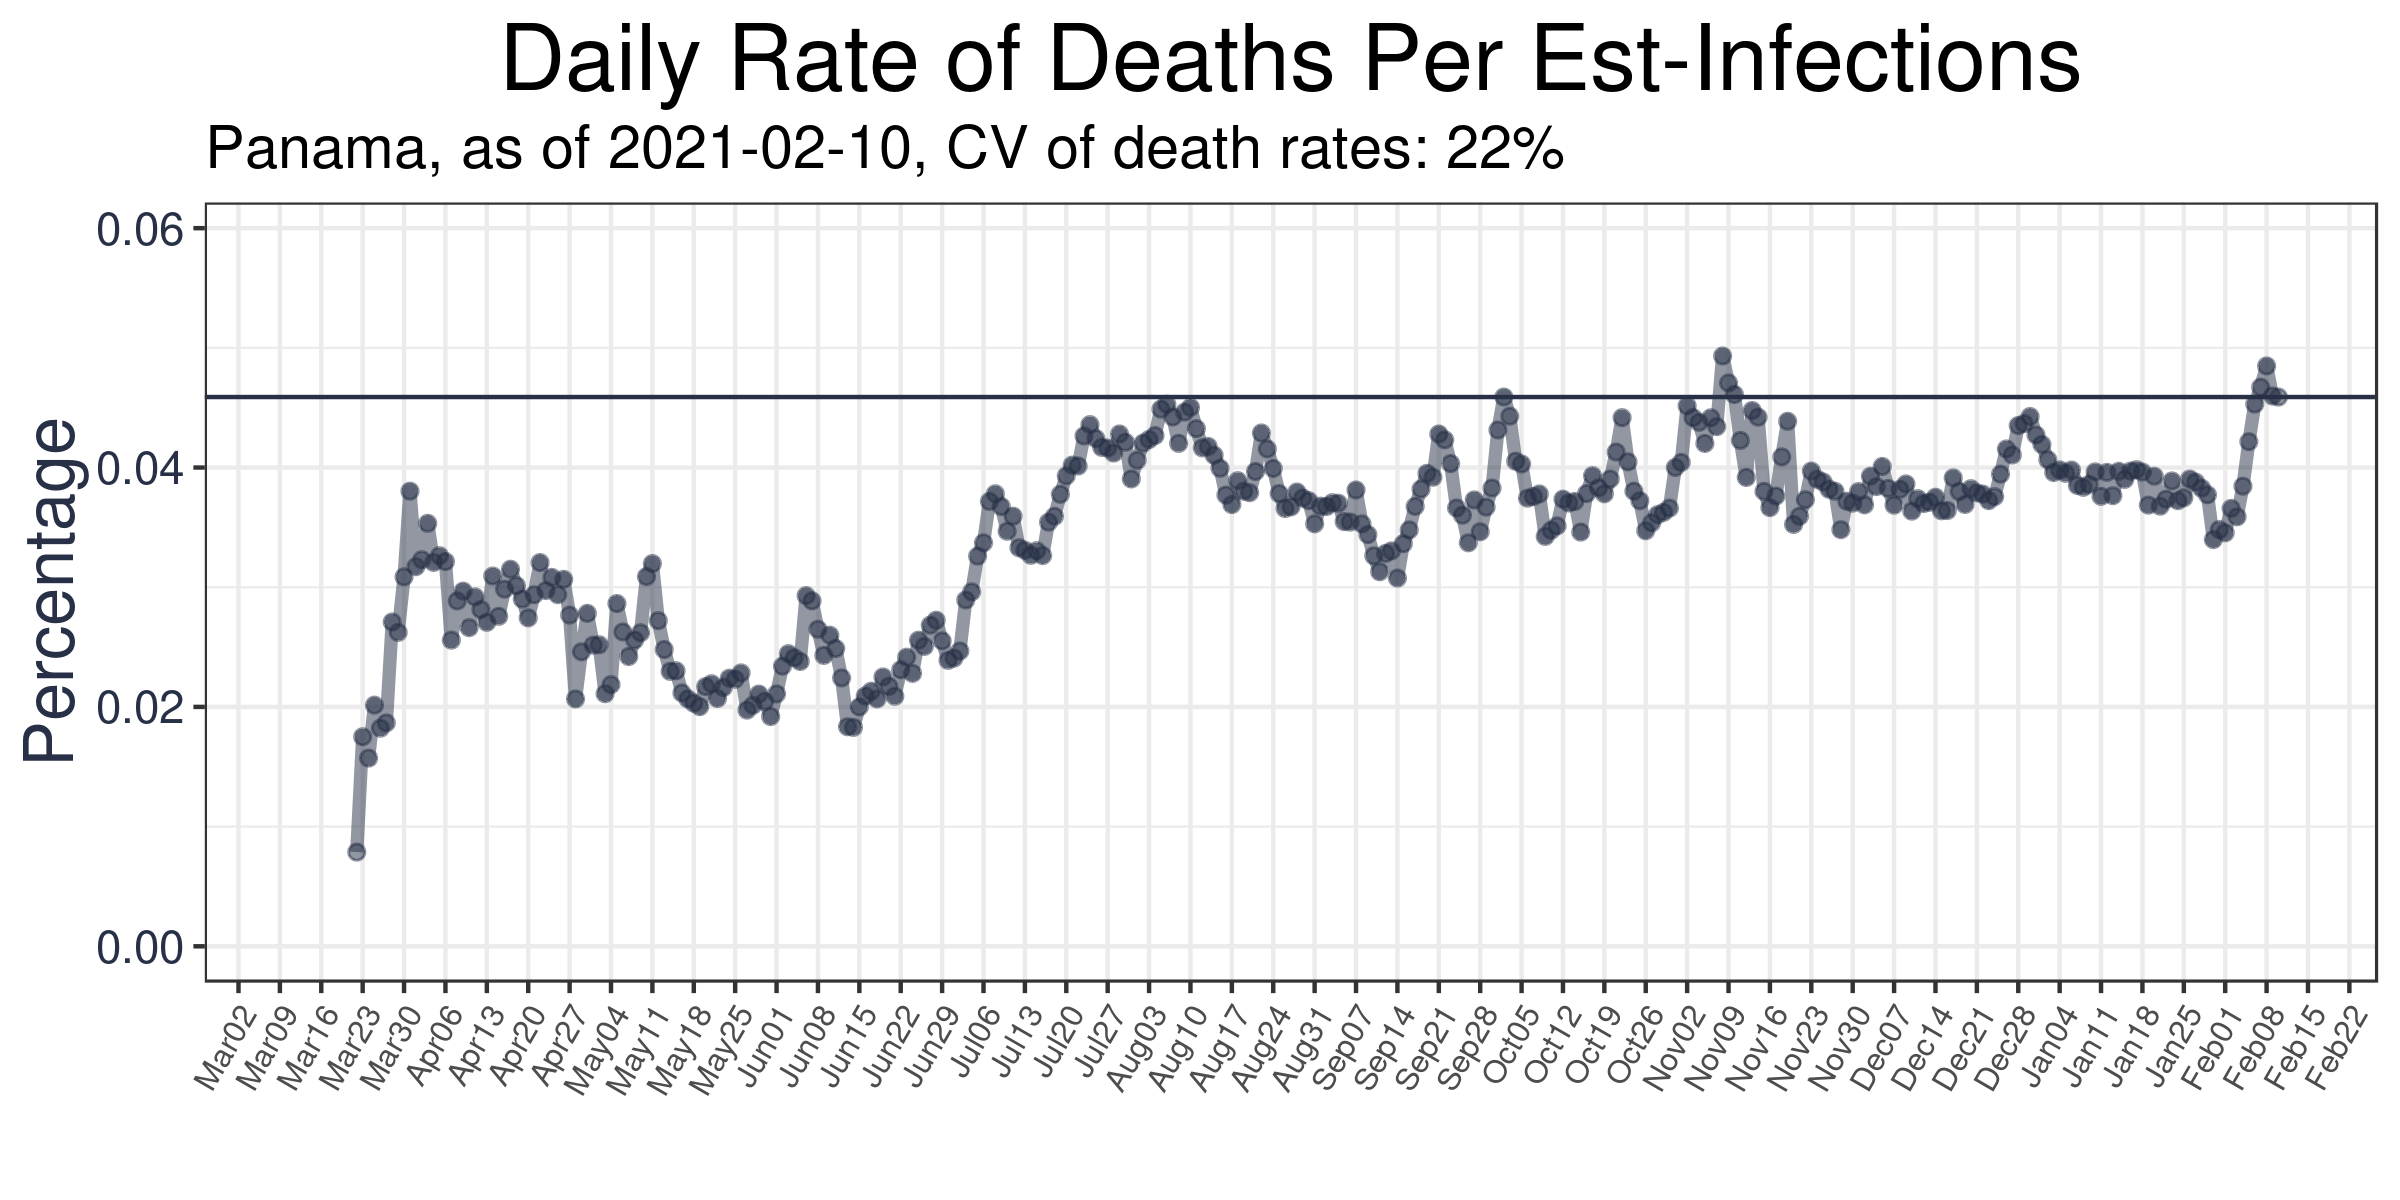 Daily Rate of Deaths Per Est-Infections
Panama, as of 2021-02-10, CV of death rates: 22%
Percentage
0.06
0.04
0.02
0.00
Mar02
Mar09
Mar16
Mar23
Mar30
Apr06
Apr13
Apr20
Apr27
May04
May11
May18
May25
Jun01
Jun08
Jun15
Jun22
Jun29
Jul06
Jul13
Jul20
Jul27
Aug03
Aug10
Aug17
Aug24
Aug31
Sep07
Sep14
Sep21
Sep28
Oct05
Oct12
Oct19
Oct26
Nov02
Nov09
Nov16
Nov23
Nov30
Dec07
Dec14
Dec21
Dec28
Jan04
Jan11
Jan18
Jan25
Feb01
Feb08
Feb15
Feb22